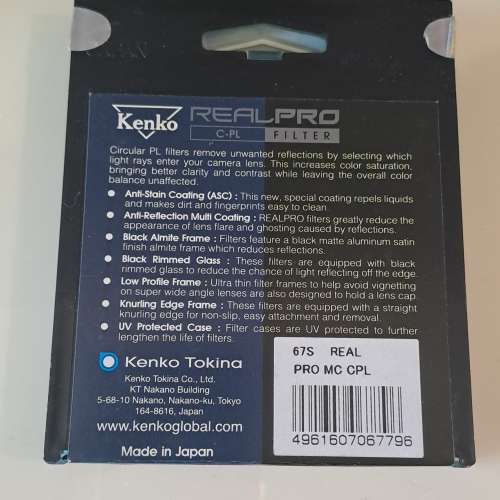 Kenko
REALPRO
C-PL FILTER
Circular PL filters remove unwanted reflections by selecting which
light rays enter your camera lens. This increases color saturation,
bringing better clarity and contrast while leaving the overall color
balance unaffected.
● Anti-Stain Coating (ASC) : This new, special coating repels liquids
and makes dirt and fingerprints easy to clean.
● Anti-Reflection Multi Coating : REALPRO filters greatly reduce the
appearance of lens flare and ghosting caused by reflections.
● Black Almite Frame : Filters feature a black matte aluminum satin
finish almite frame which reduces reflections.
● Black Rimmed Glass : These filters are equipped with black
rimmed glass to reduce the chance of light reflecting off the edge.
● Low Profile Frame : Ultra thin filter frames to help avoid vignetting
on super wide angle lenses are also designed to hold a lens cap.
● Knurling Edge Frame : These filters are equipped with a straight
knurling edge for non-slip, easy attachment and removal.
● UV Protected Case : Filter cases are UV protected to further
lengthen the life of filters.
Kenko Tokina
Kenko Tokina Co., Ltd.
KT Nakano Building
5-68-10 Nakano, Nakano-ku, Tokyo
164-8616, Japan
www.kenkoglobal.com
Made in Japan
67S REAL
PRO MC CPL
4961607067796